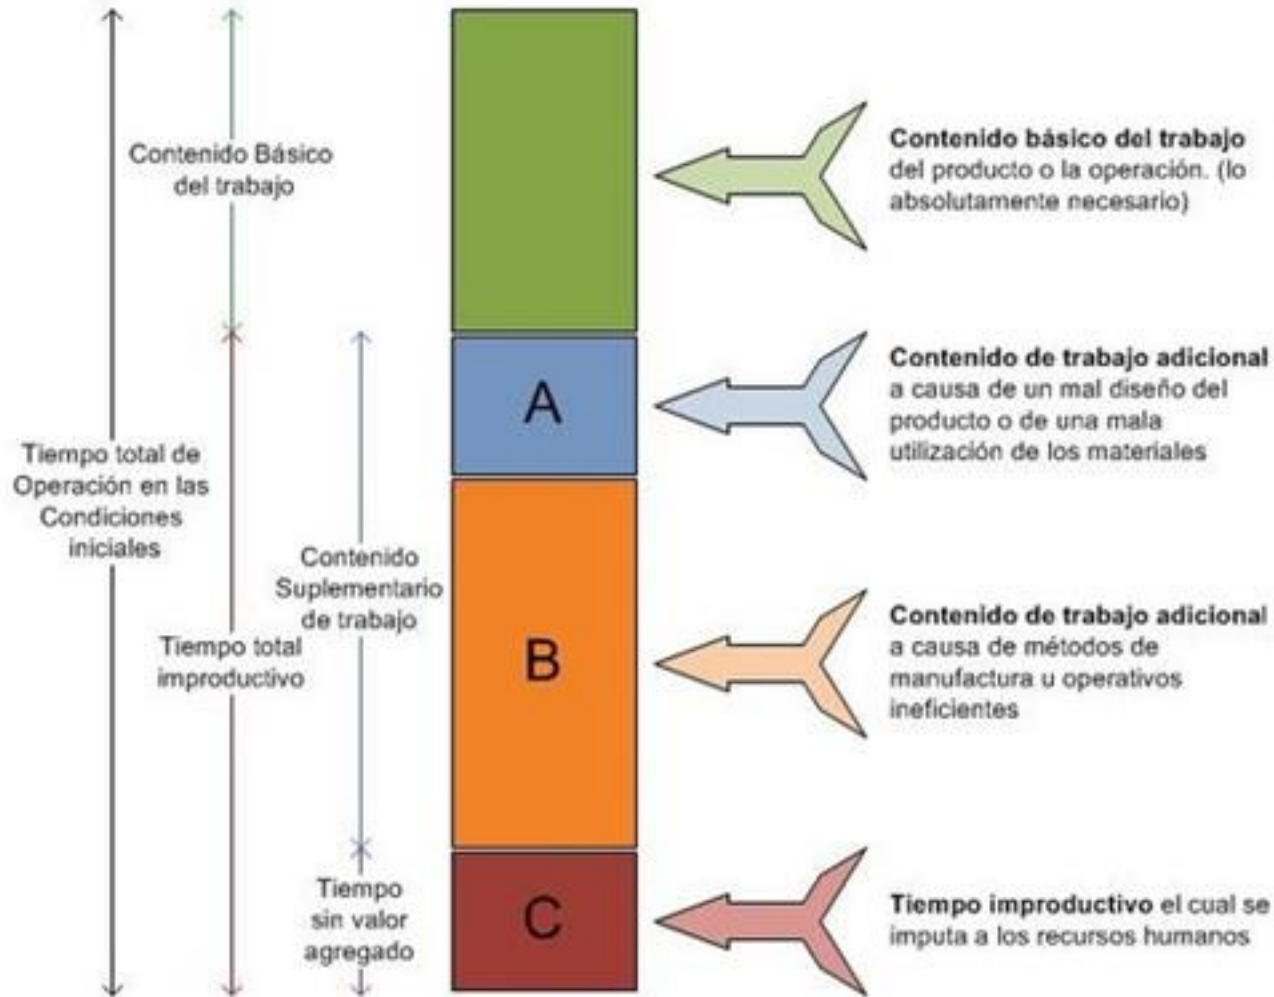 Contenido Básico
del trabajo
Tiempo total de
Operación en las
Condiciones
iniciales
Tiempo total
improductivo
Contenido
Suplementario
de trabajo
Tiempo
sin valor
agregado
A
B
C
Contenido básico del trabajo
del producto o la operación. (lo
absolutamente necesario)
Contenido de trabajo adicional
a causa de un mal diseño del
producto o de una mala
utilización de los materiales
Contenido de trabajo adicional
a causa de métodos de
manufactura u operativos
ineficientes
Tiempo improductivo el cual se
imputa a los recursos humanos